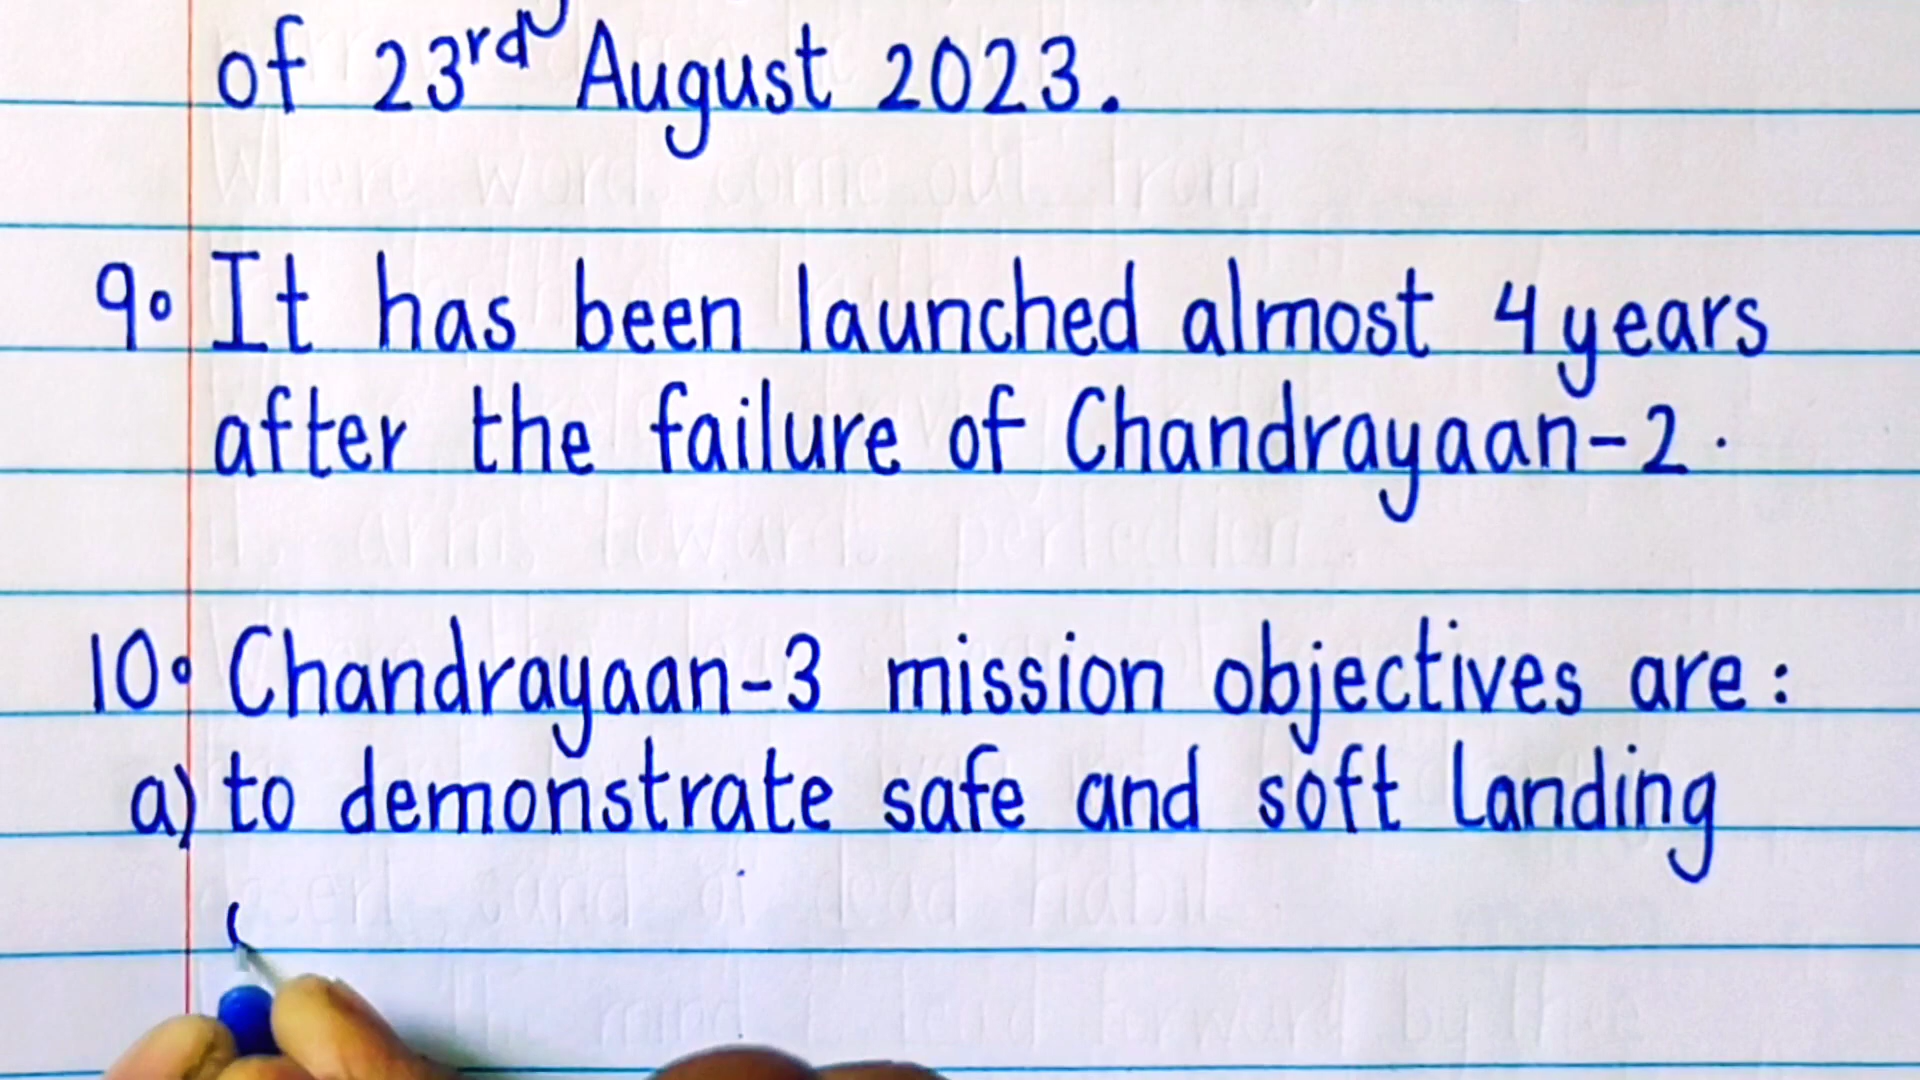 of 23rd August 2023.
9. It has been launched almost 4 years
after the failure of Chandrayaan-2.
10. Chandrayaan-3 mission objectives are:
a) to demonstrate safe and soft landing